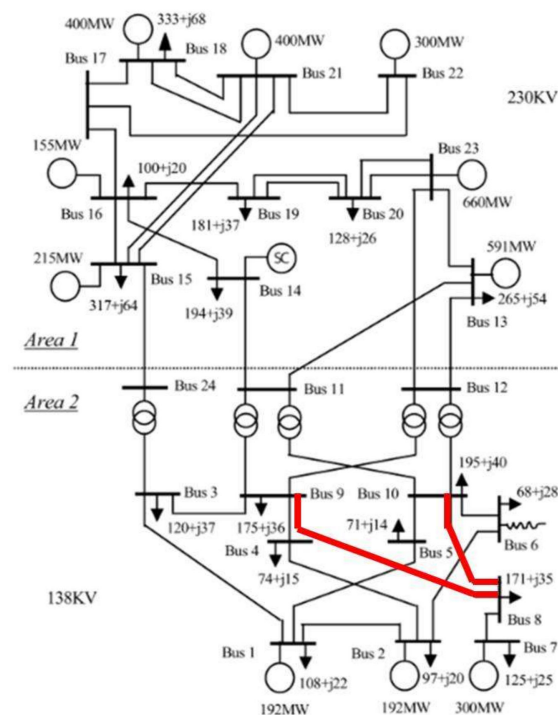 333+j68
400MW
Bus 18
400MW
300MW
Bus 17
Bus 21
Bus 22
230KV
155MW
100+j20
Bus 23
Bus 16
Bus 19
Bus 20
660MW
181+j37
128+j26
591MW
215MW
Bus 15
SC
Bus 14
317+j64
194+j39
265+j54
Bus 13
Area 1
Bus 24
Bus 11
Bus 12
Area 2
195+j40
Bus 3
Bus 9
Bus 10
68+j28
120+j37
175+j36
71+j14
Bus 6
Bus 4
Bus 5
74+j15
171+j35
138KV
Bus 8
Bus 1
Bus 2
Bus 7
108+j22
97+j20
125+j25
192MW
192MW
300MW